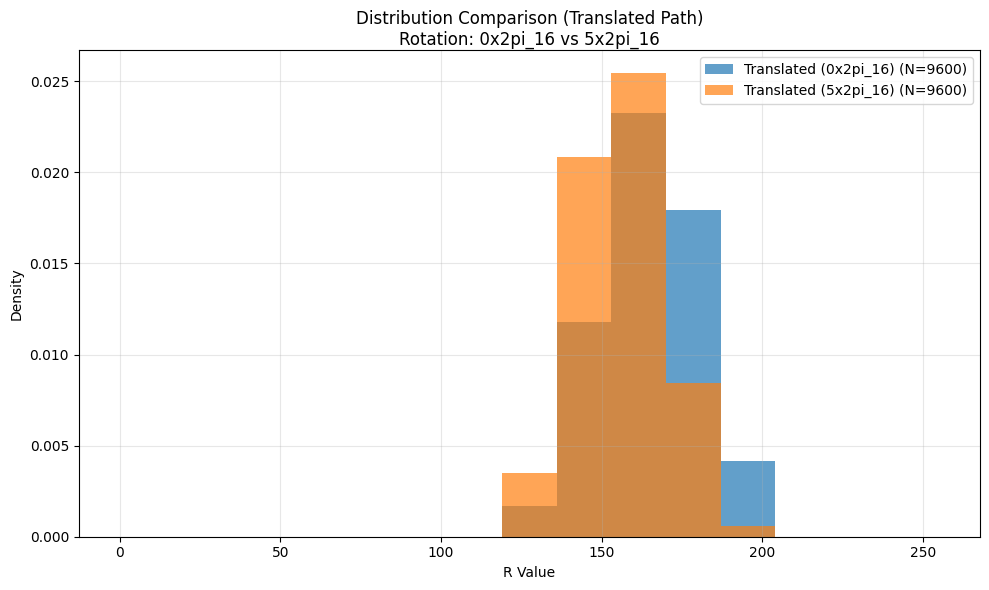 Distribution Comparison (Translated Path)
Rotation: 0x2pi_16 vs 5x2pi_16
Translated (0x2pi_16) (N=9600)
Translated (5x2pi_16) (N=9600)
Density
0.025
0.020
0.015
0.010
0.005
0.000
0 50 100 150 200 250
R Value